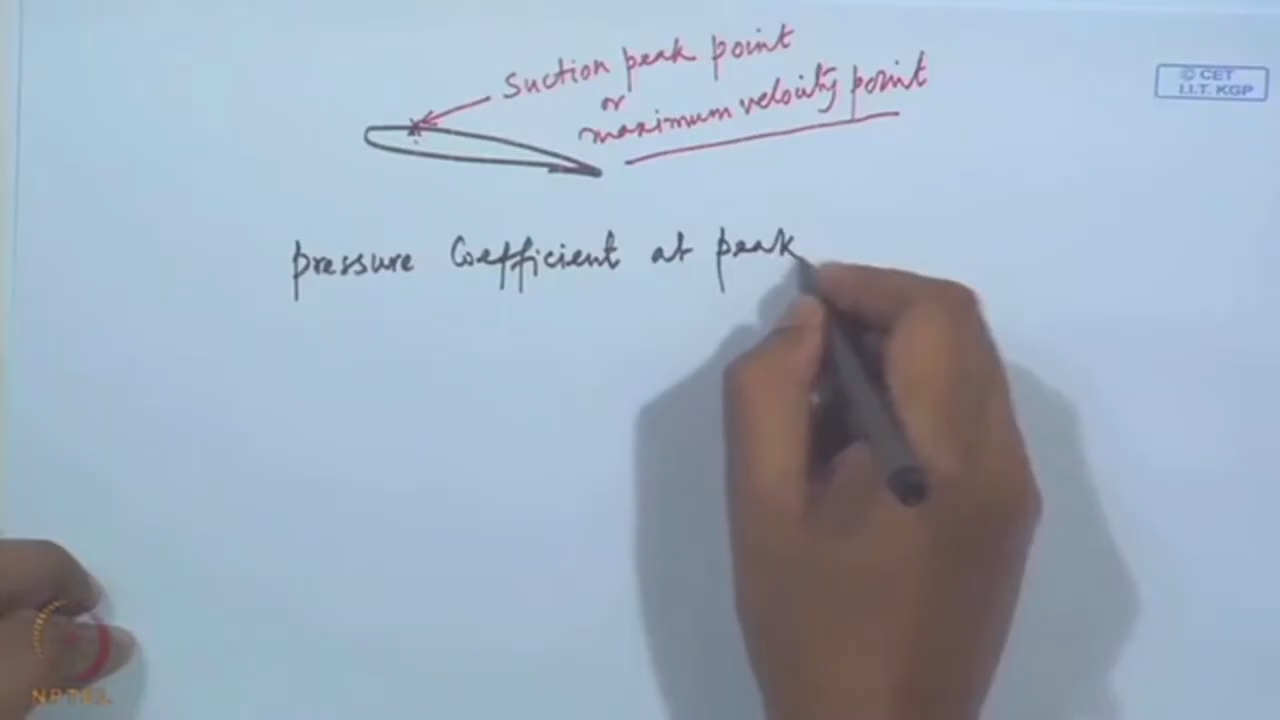 Suction peak point
or
maximum velocity point
© CET
I.I.T. KGP
pressure Coefficient at peak
NPTEL